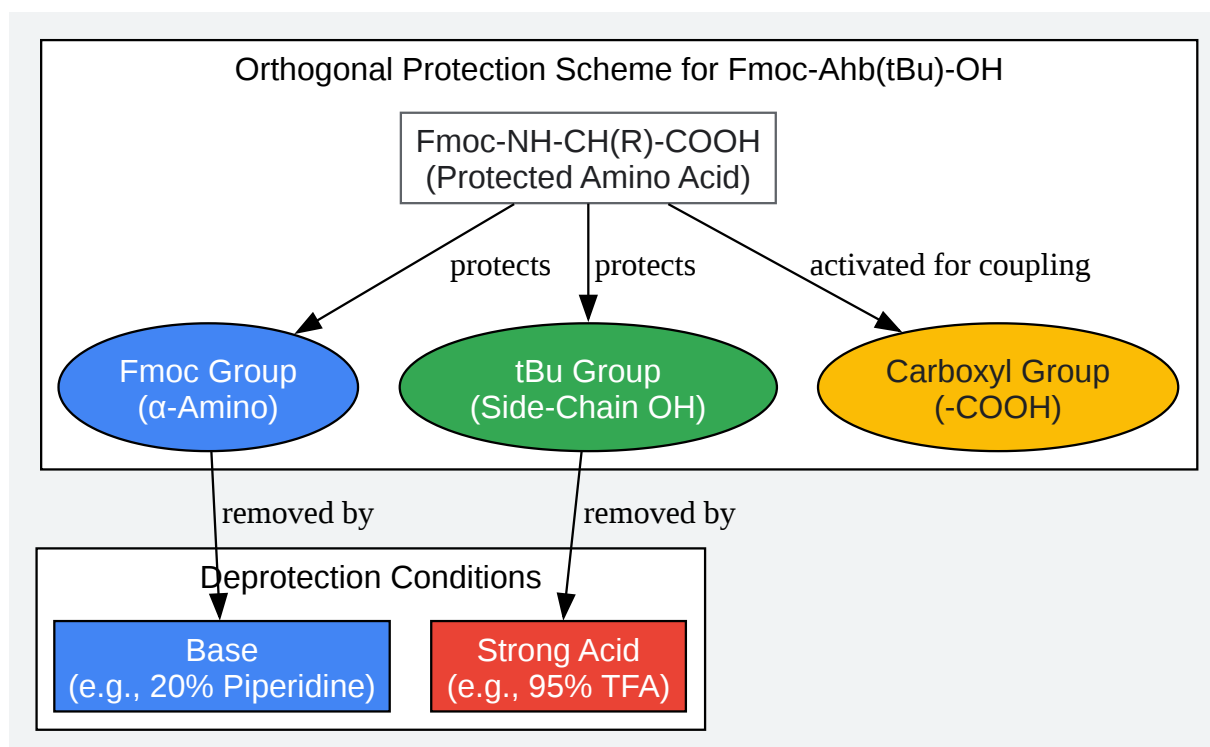 Orthogonal Protection Scheme for Fmoc-Ahb(tBu)-OH
Fmoc-NH-CH(R)-COOH
(Protected Amino Acid)
protects
protects
activated for coupling
Fmoc Group
(α-Amino)
tBu Group
(Side-Chain OH)
Carboxyl Group
(-COOH)
removed by
removed by
Deprotection Conditions
Base
(e.g., 20% Piperidine)
Strong Acid
(e.g., 95% TFA)